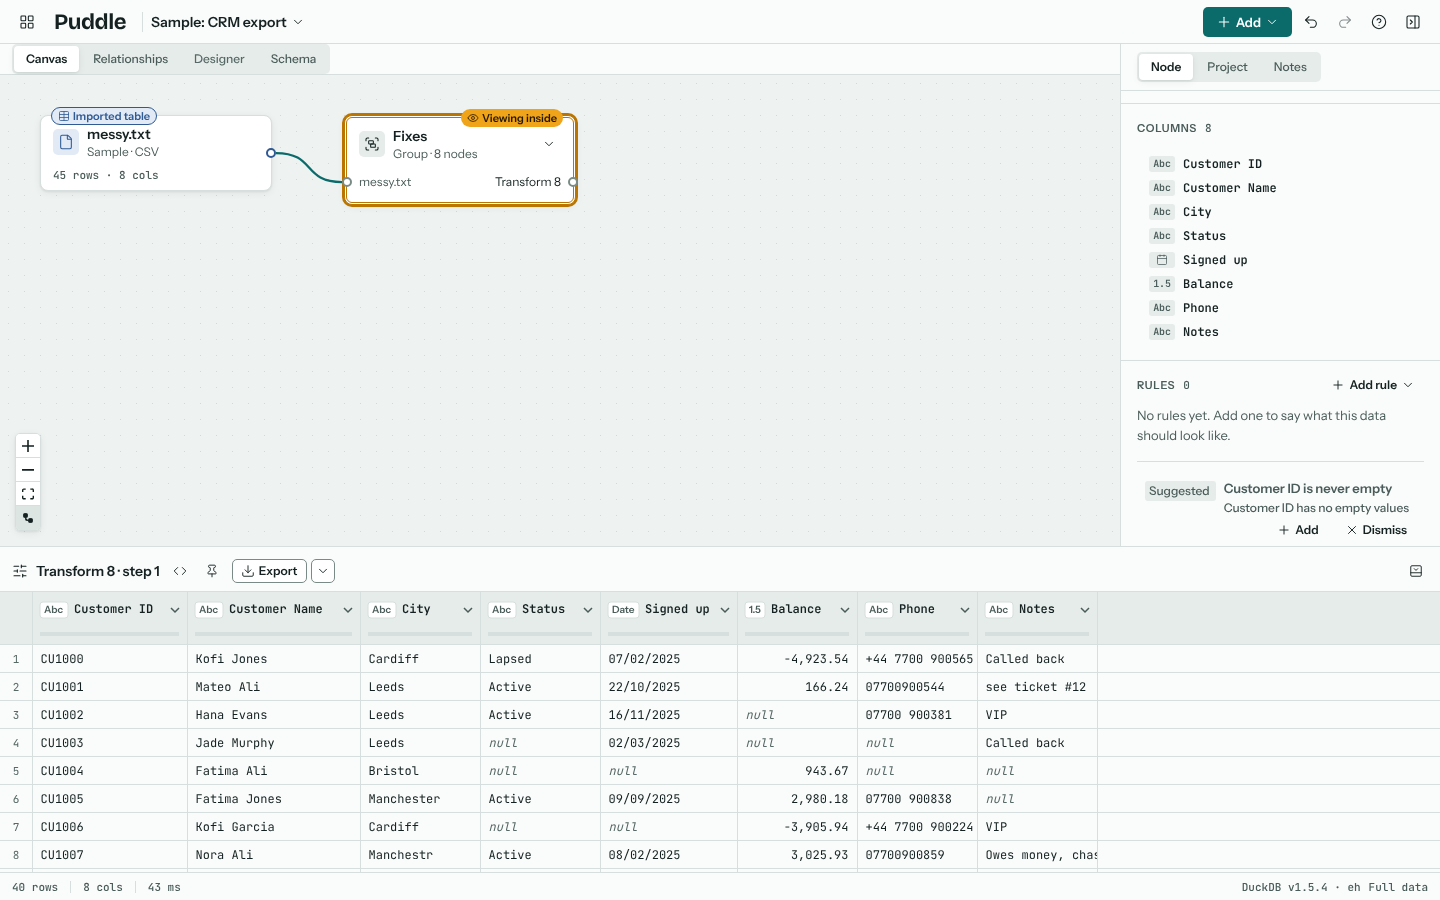 Puddle
Sample: CRM export
Add
Canvas
Relationships
Designer
Schema
Imported table
messy.txt
Sample · CSV
45 rows · 8 cols
Viewing inside
Fixes
Group · 8 nodes
messy.txt
Transform 8
Node
Project
Notes
COLUMNS 8
Abc Customer ID
Abc Customer Name
Abc City
Abc Status
Signed up
1.5 Balance
Abc Phone
Abc Notes
RULES 0
Add rule
No rules yet. Add one to say what this data
should look like.
Suggested
Customer ID is never empty
Customer ID has no empty values
Add
Dismiss
Transform 8 · step 1
Export
Abc Customer ID Abc Customer Name Abc City Abc Status Date Signed up 1.5 Balance Abc Phone Abc Notes
1 CU1000 Kofi Jones Cardiff Lapsed 07/02/2025 -4,923.54 +44 7700 900565 Called back
2 CU1001 Mateo Ali Leeds Active 22/10/2025 166.24 07700900544 see ticket #12
3 CU1002 Hana Evans Leeds Active 16/11/2025 null 07700 900381 VIP
4 CU1003 Jade Murphy Leeds null 02/03/2025 null null Called back
5 CU1004 Fatima Ali Bristol null null 943.67 null null
6 CU1005 Fatima Jones Manchester Active 09/09/2025 2,980.18 07700 900838 null
7 CU1006 Kofi Garcia Cardiff null null -3,905.94 +44 7700 900224 VIP
8 CU1007 Nora Ali Manchestr Active 08/02/2025 3,025.93 07700900859 Owes money, chas
40 rows
8 cols
43 ms
DuckDB v1.5.4 · eh Full data